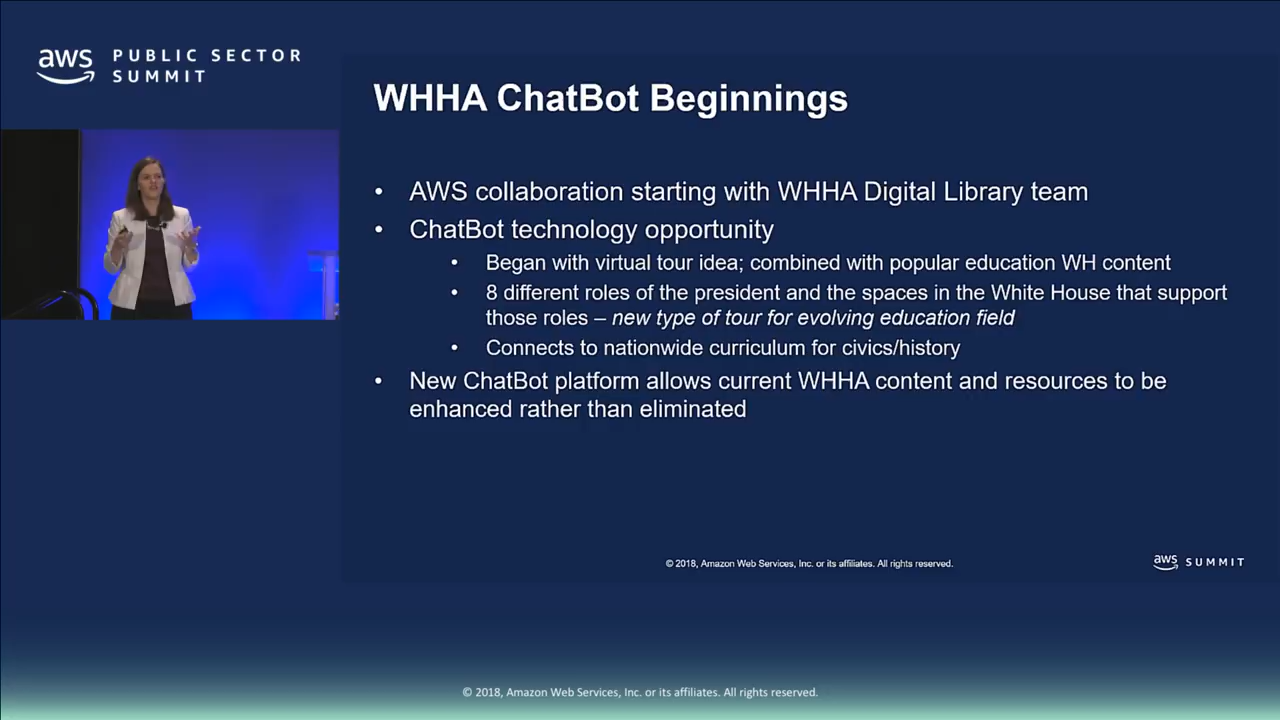 aws PUBLIC SECTOR
SUMMIT
WHHA ChatBot Beginnings
• AWS collaboration starting with WHHA Digital Library team
• ChatBot technology opportunity
• Began with virtual tour idea; combined with popular education WH content
• 8 different roles of the president and the spaces in the White House that support
those roles – new type of tour for evolving education field
• Connects to nationwide curriculum for civics/history
• New ChatBot platform allows current WHHA content and resources to be
enhanced rather than eliminated
© 2018, Amazon Web Services, Inc. or its affiliates. All rights reserved.
aws SUMMIT
© 2018, Amazon Web Services, Inc. or its affiliates. All rights reserved.